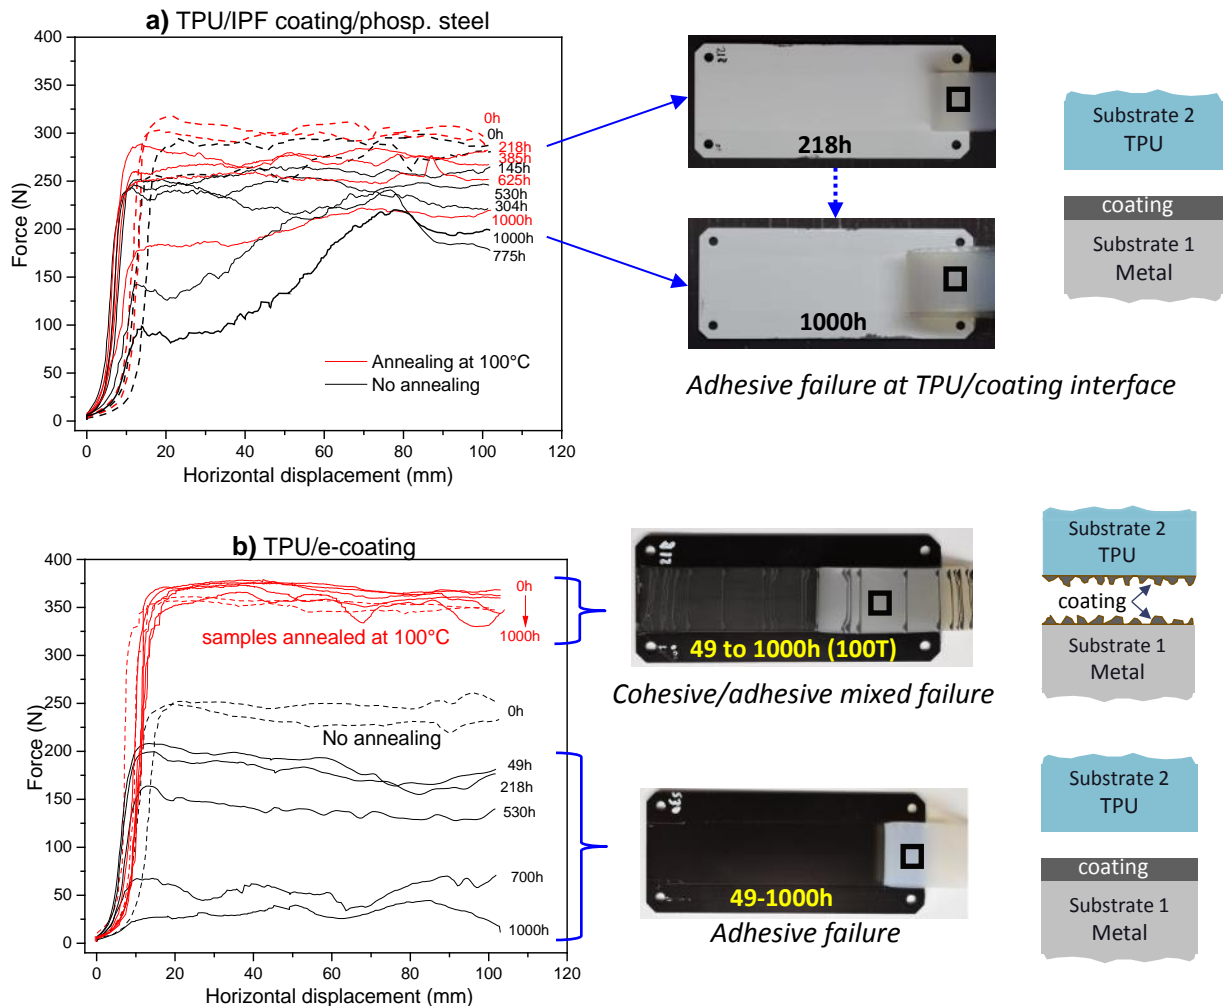 a) TPU/IPF coating/phosp. steel
400
350
300
250
200
150
100
50
0
Force (N)
0h
0h
218h
385h
145h
625h
530h
304h
1000h
1000h
775h
Annealing at 100°C
No annealing
0 20 40 60 80 100 120
Horizontal displacement (mm)
218h
1000h
Adhesive failure at TPU/coating interface
Substrate 2
TPU
coating
Substrate 1
Metal
b) TPU/e-coating
400
350
300
250
200
150
100
50
0
Force (N)
0h
1000h
samples annealed at 100°C
0h
No annealing
49h
218h
530h
700h
1000h
0 20 40 60 80 100 120
Horizontal displacement (mm)
49 to 1000h (100T)
Cohesive/adhesive mixed failure
530
49-1000h
Adhesive failure
Substrate 2
TPU
coating
Substrate 1
Metal
Substrate 2
TPU
coating
Substrate 1
Metal